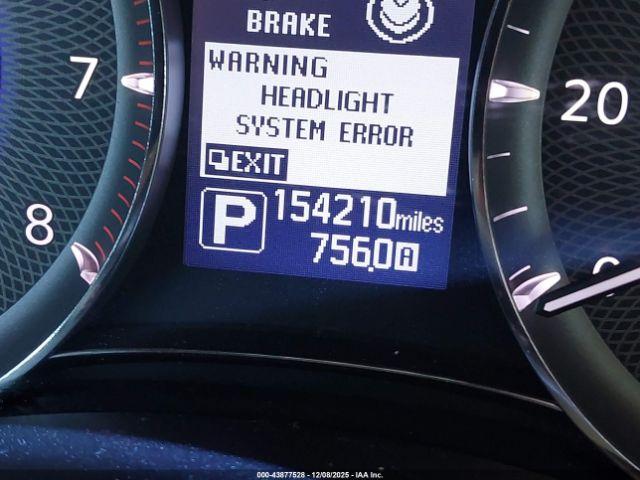 BRAKE
WARNING
HEADLIGHT
SYSTEM ERROR
EXIT
P 154210 miles
756.0 A
7
8
20
0
000-43877528 - 12/08/2025 - IAA Inc.